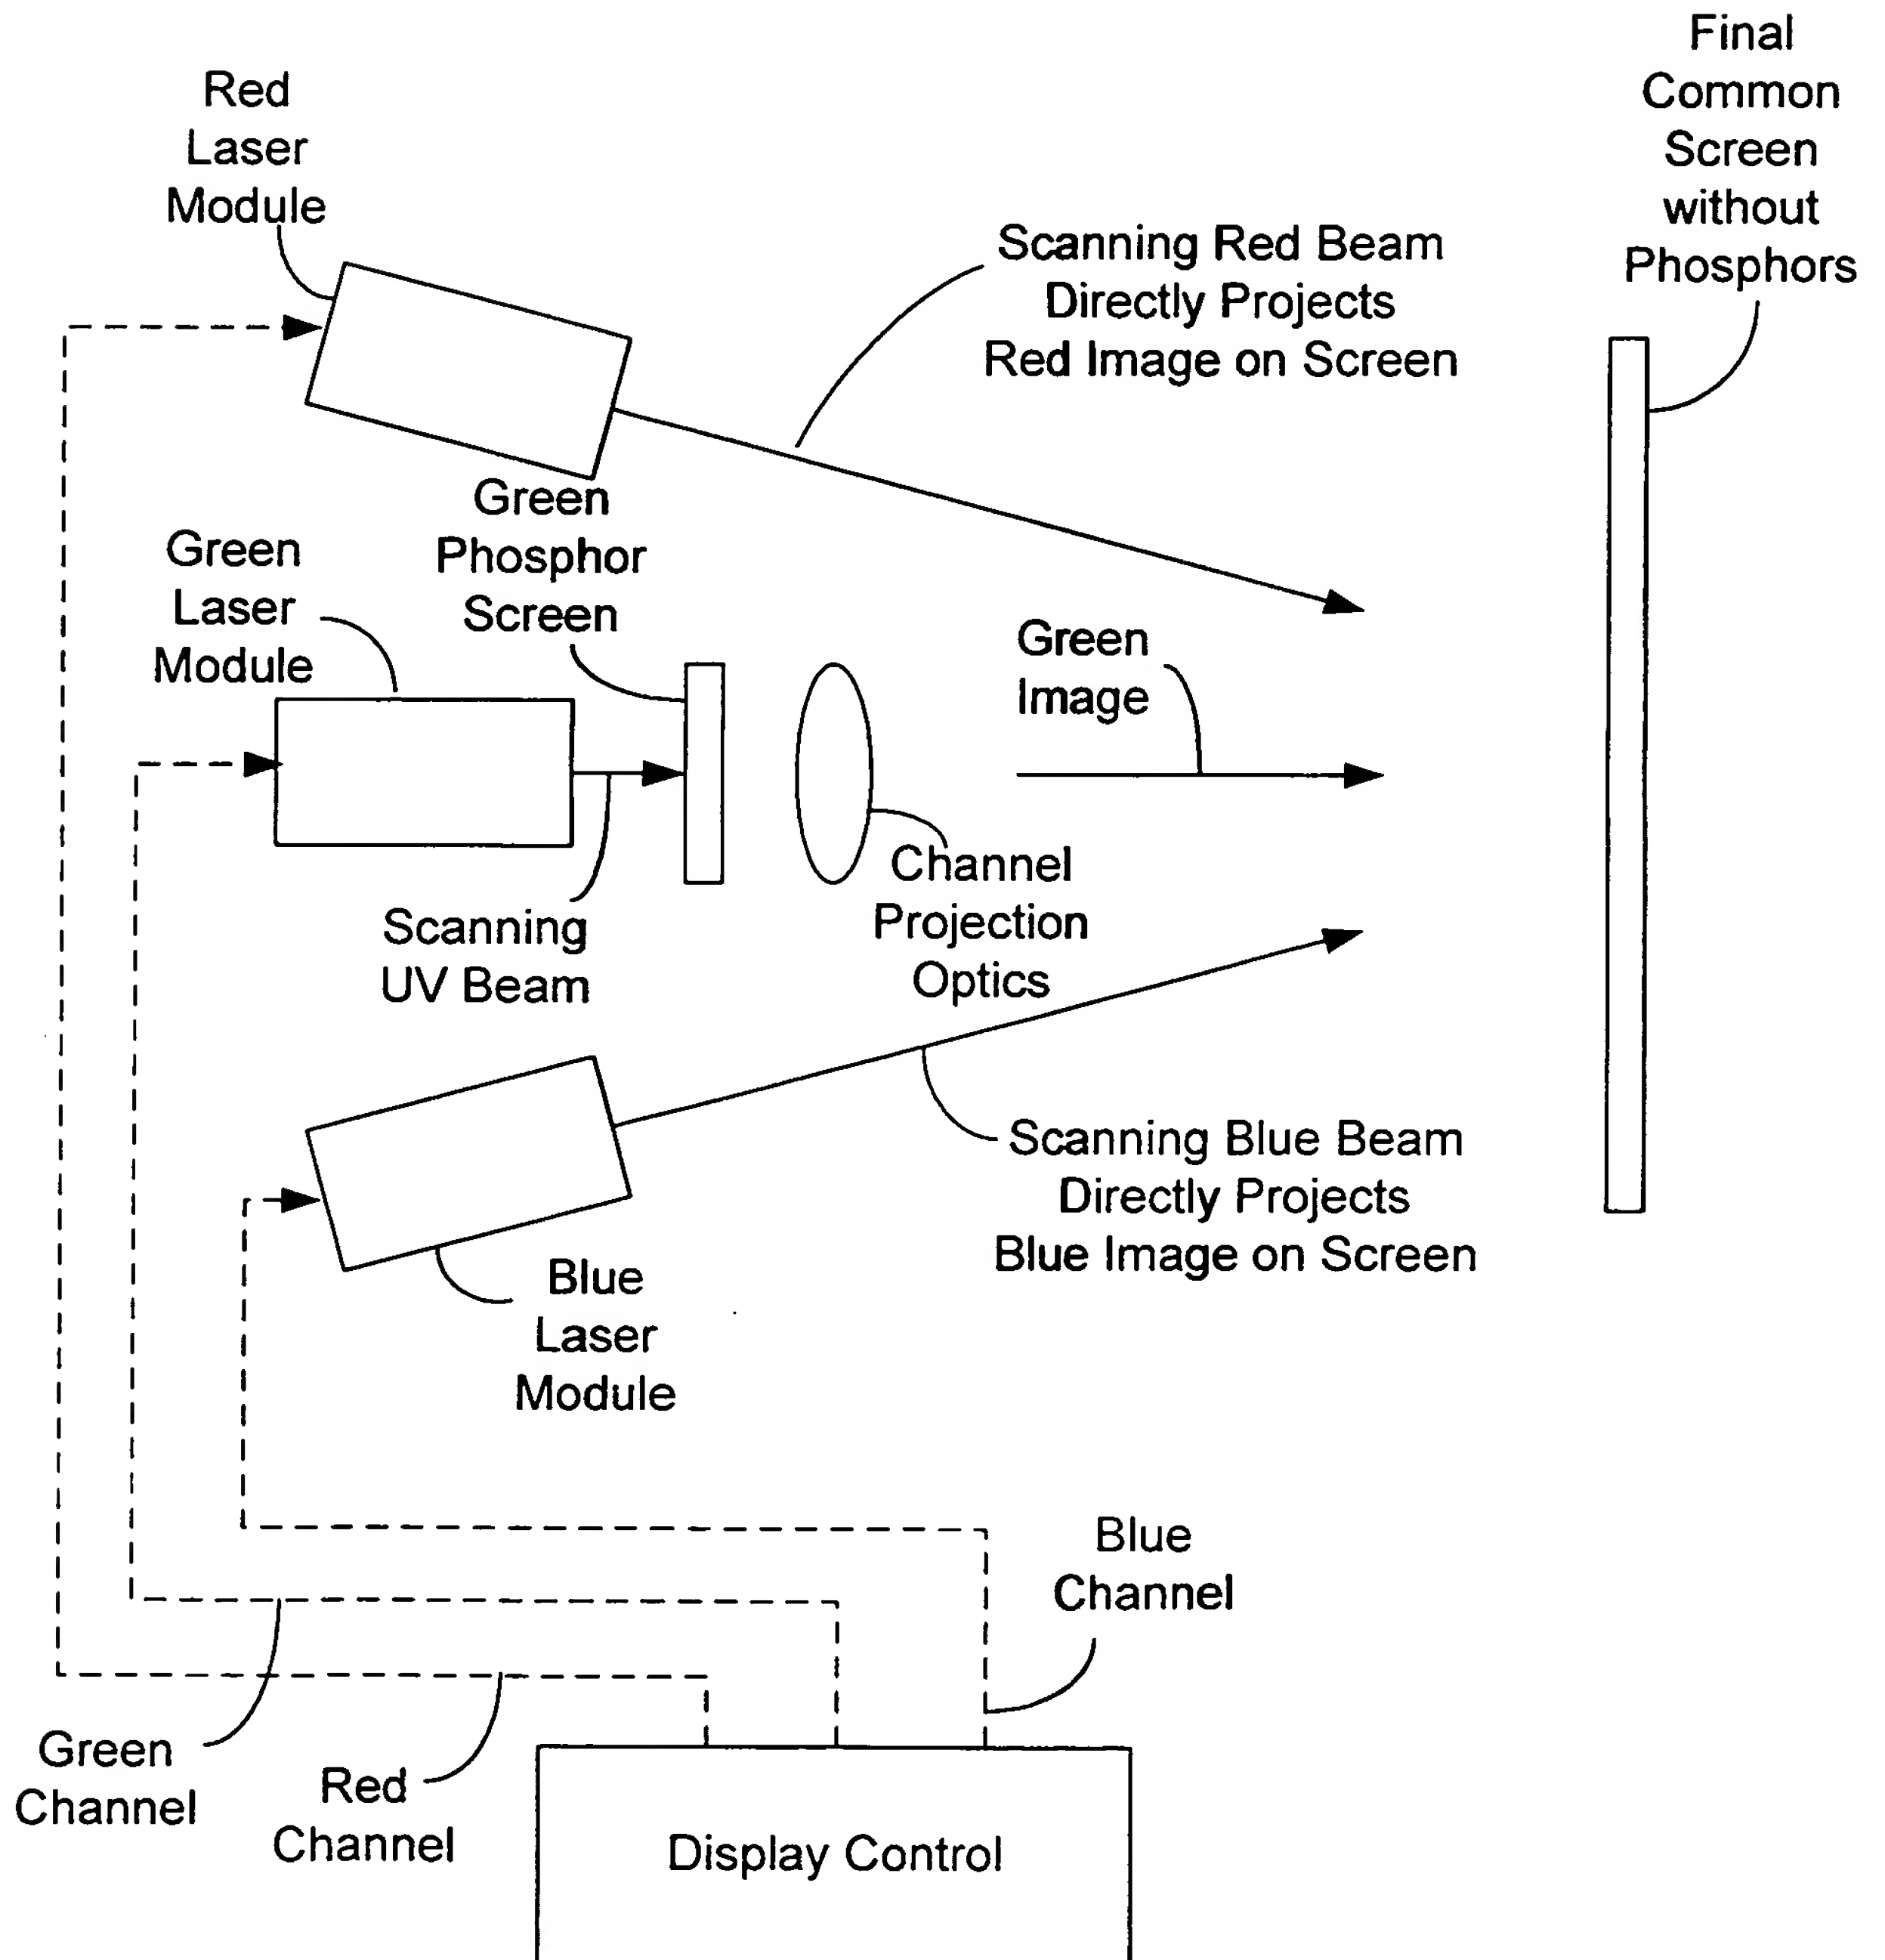 Final
Common
Screen
without
Phosphors
Red
Laser
Module
Scanning Red Beam
Directly Projects
Red Image on Screen
Green
Phosphor
Screen
Green
Laser
Module
Green
Image
Channel
Projection
Optics
Scanning
UV Beam
Scanning Blue Beam
Directly Projects
Blue Image on Screen
Blue
Laser
Module
Blue
Channel
Green
Channel
Red
Channel
Display Control